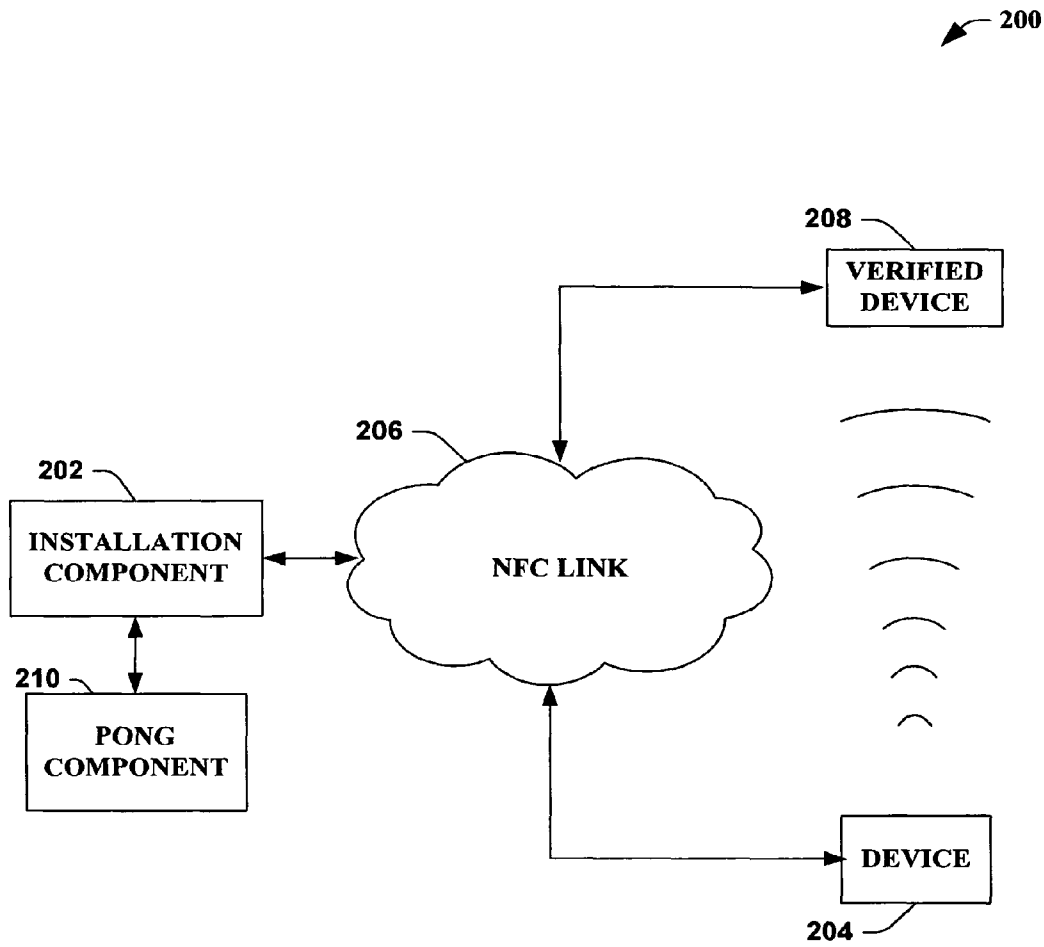 200
208
VERIFIED
DEVICE
206
202
INSTALLATION
COMPONENT
NFC LINK
210
PONG
COMPONENT
DEVICE
204